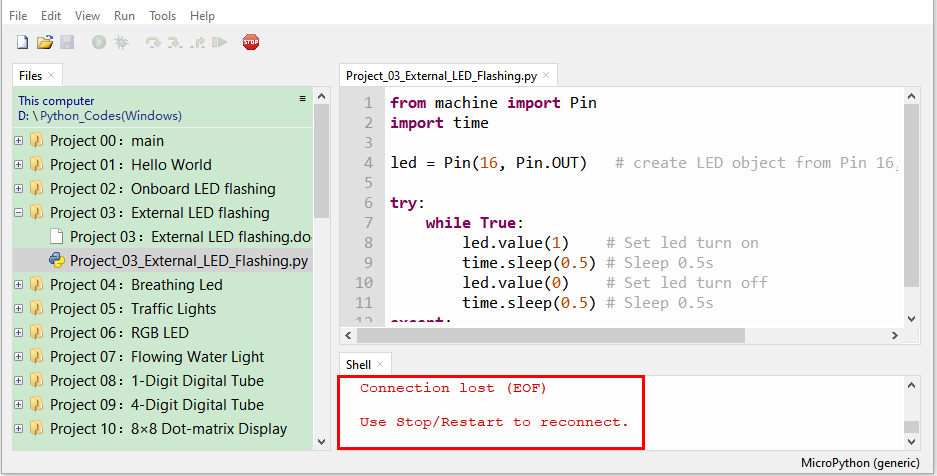 File Edit View Run Tools Help
STOP
Files ×
This computer
D: \ Python_Codes(Windows)
Project 00：main
Project 01：Hello World
Project 02：Onboard LED flashing
Project 03：External LED flashing
Project 03：External LED flashing.do
Project_03_External_LED_Flashing.py
Project 04：Breathing Led
Project 05：Traffic Lights
Project 06：RGB LED
Project 07：Flowing Water Light
Project 08：1-Digit Digital Tube
Project 09：4-Digit Digital Tube
Project 10：8×8 Dot-matrix Display
Project_03_External_LED_Flashing.py ×
1 from machine import Pin
2 import time
3
4 led = Pin(16, Pin.OUT)   # create LED object from Pin 16,
5
6 try:
7     while True:
8         led.value(1)    # Set led turn on
9         time.sleep(0.5) # Sleep 0.5s
10         led.value(0)    # Set led turn off
11         time.sleep(0.5) # Sleep 0.5s
12 except:
Shell ×
Connection lost (EOF)
Use Stop/Restart to reconnect.
MicroPython (generic)